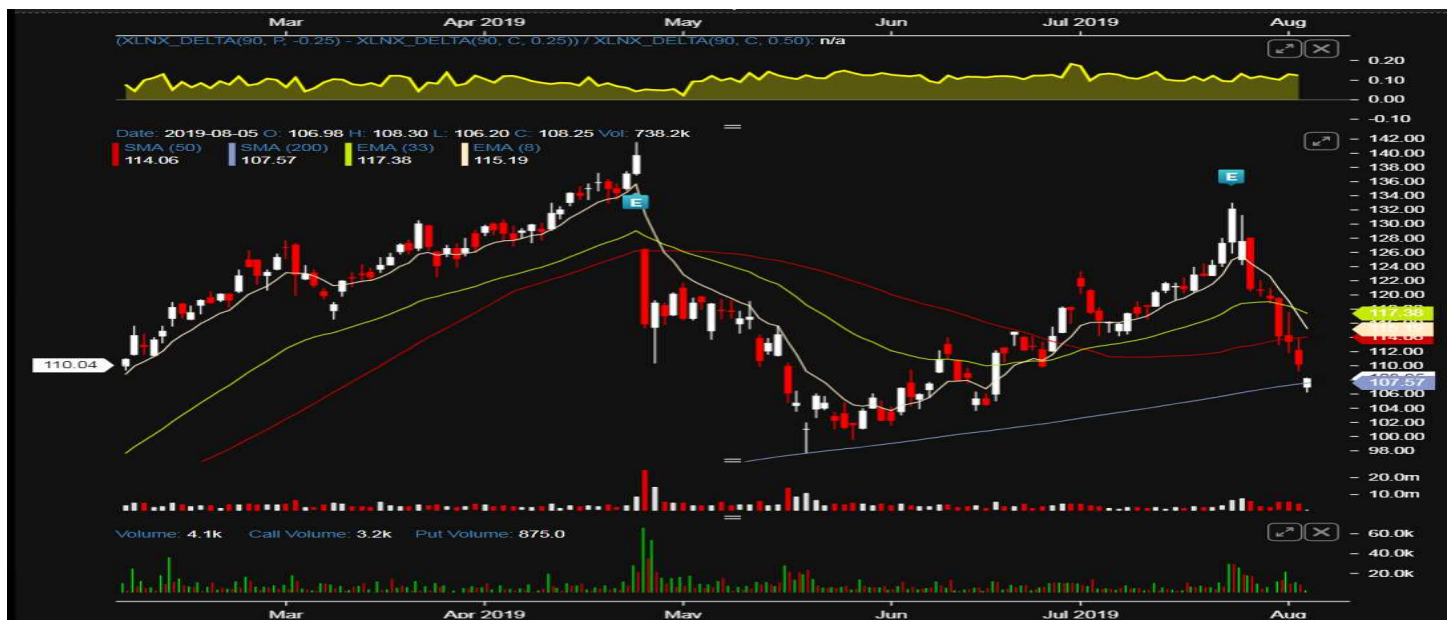 Mar Apr 2019 May Jun Jul 2019 Aug
(XLNX_DELTA(90, P, -0.25) - XLNX_DELTA(90, C, 0.25)) / XLNX_DELTA(90, C, 0.50): n/a
0.20
0.10
0.00
-0.10
Date: 2019-08-05 O: 106.98 H: 108.30 L: 106.20 C: 108.25 Vol: 738.2k
SMA (50) SMA (200) EMA (33) EMA (8)
114.06 107.57 117.38 115.19
142.00
140.00
138.00
136.00
134.00
132.00
130.00
128.00
126.00
124.00
122.00
120.00
117.38
114.06
112.00
110.00
107.57
106.00
104.00
102.00
100.00
98.00
E
E
110.04
20.0m
10.0m
Volume: 4.1k Call Volume: 3.2k Put Volume: 875.0
60.0k
40.0k
20.0k
Mar Apr 2019 May Jun Jul 2019 Aug